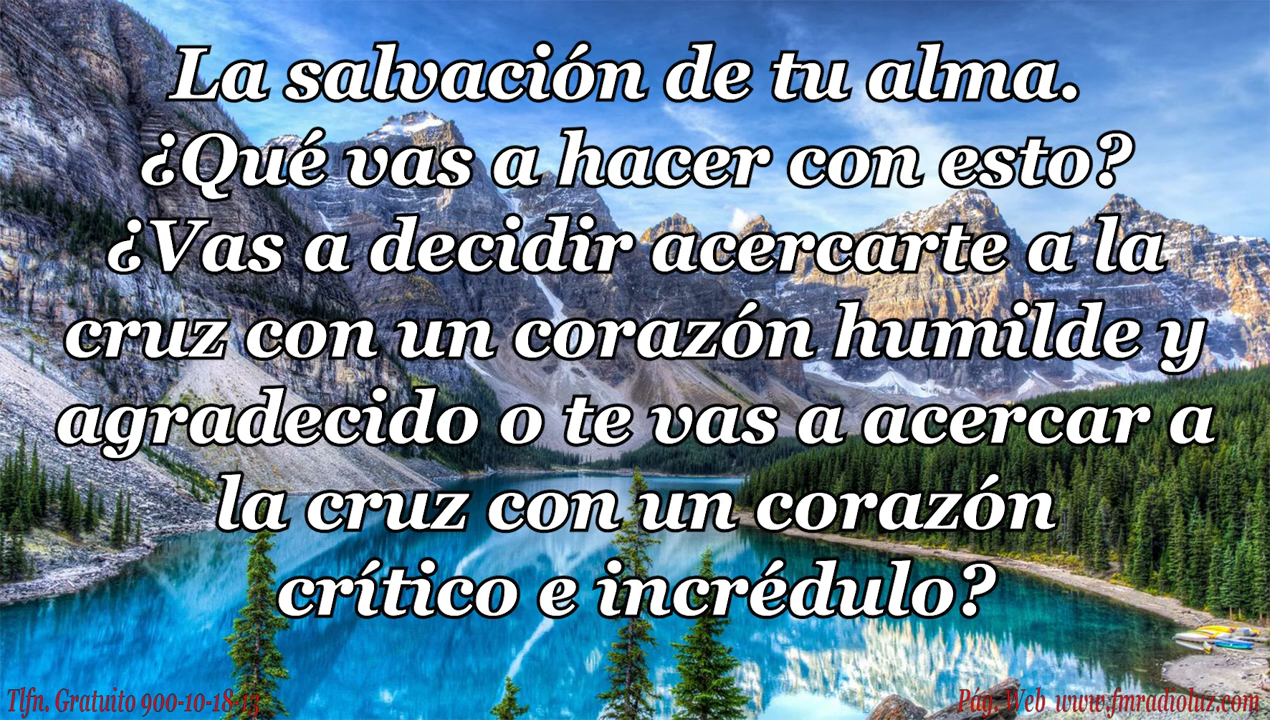 La salvación de tu alma.
¿Qué vas a hacer con esto?
¿Vas a decidir acercarte a la
cruz con un corazón humilde y
agradecido o te vas a acercar a
la cruz con un corazón
crítico e incrédulo?
Tlfn. Gratuito 900-10-18-13
Pág. Web www.fmradioluz.com